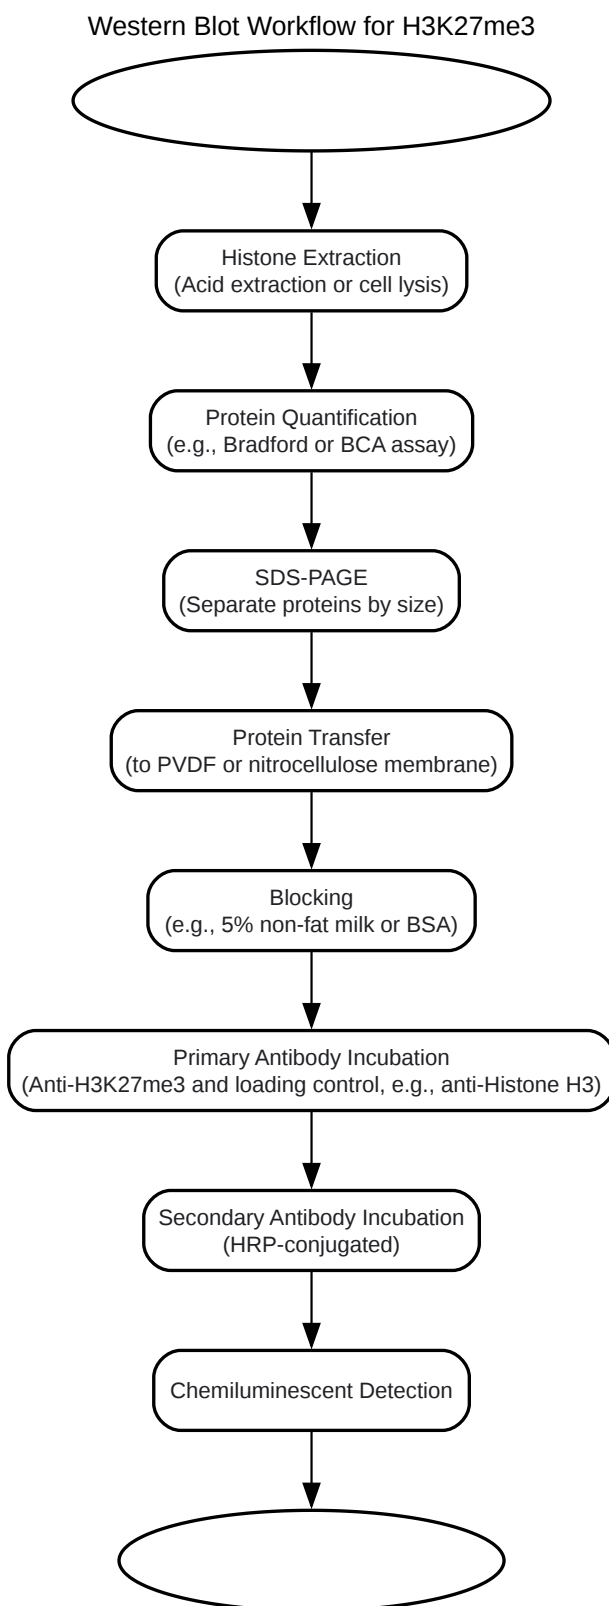 Western Blot Workflow for H3K27me3
Histone Extraction
(Acid extraction or cell lysis)
Protein Quantification
(e.g., Bradford or BCA assay)
SDS-PAGE
(Separate proteins by size)
Protein Transfer
(to PVDF or nitrocellulose membrane)
Blocking
(e.g., 5% non-fat milk or BSA)
Primary Antibody Incubation
(Anti-H3K27me3 and loading control, e.g., anti-Histone H3)
Secondary Antibody Incubation
(HRP-conjugated)
Chemiluminescent Detection